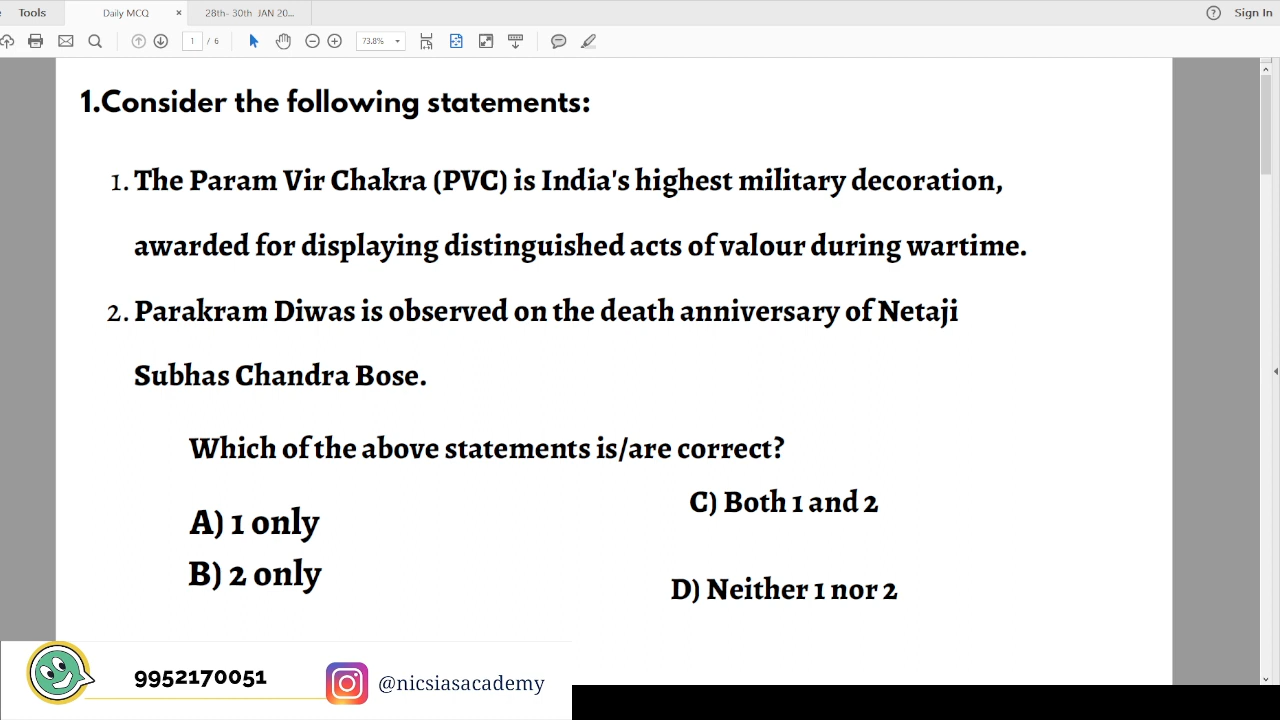 Tools
Daily MCQ
28th- 30th JAN 20...
Sign In
1 / 6
73.8%
1.Consider the following statements:
1. The Param Vir Chakra (PVC) is India's highest military decoration,
awarded for displaying distinguished acts of valour during wartime.
2. Parakram Diwas is observed on the death anniversary of Netaji
Subhas Chandra Bose.
Which of the above statements is/are correct?
A) 1 only
B) 2 only
C) Both 1 and 2
D) Neither 1 nor 2
9952170051
@nicsiasacademy